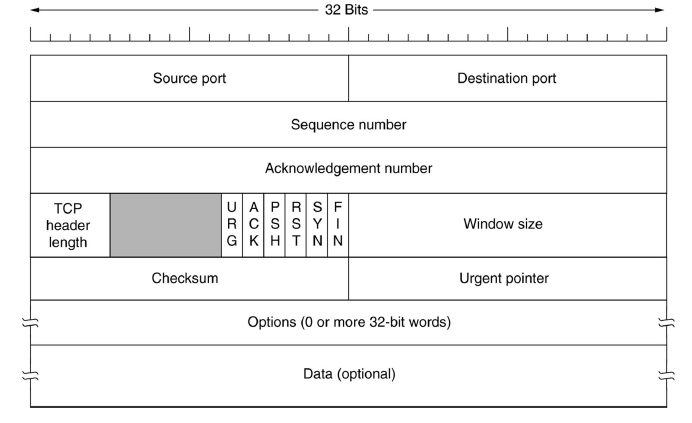 32 Bits
Source port
Destination port
Sequence number
Acknowledgement number
TCP
header
length
URG
ACK
PSH
RST
SYN
FIN
Window size
Checksum
Urgent pointer
Options (0 or more 32-bit words)
Data (optional)